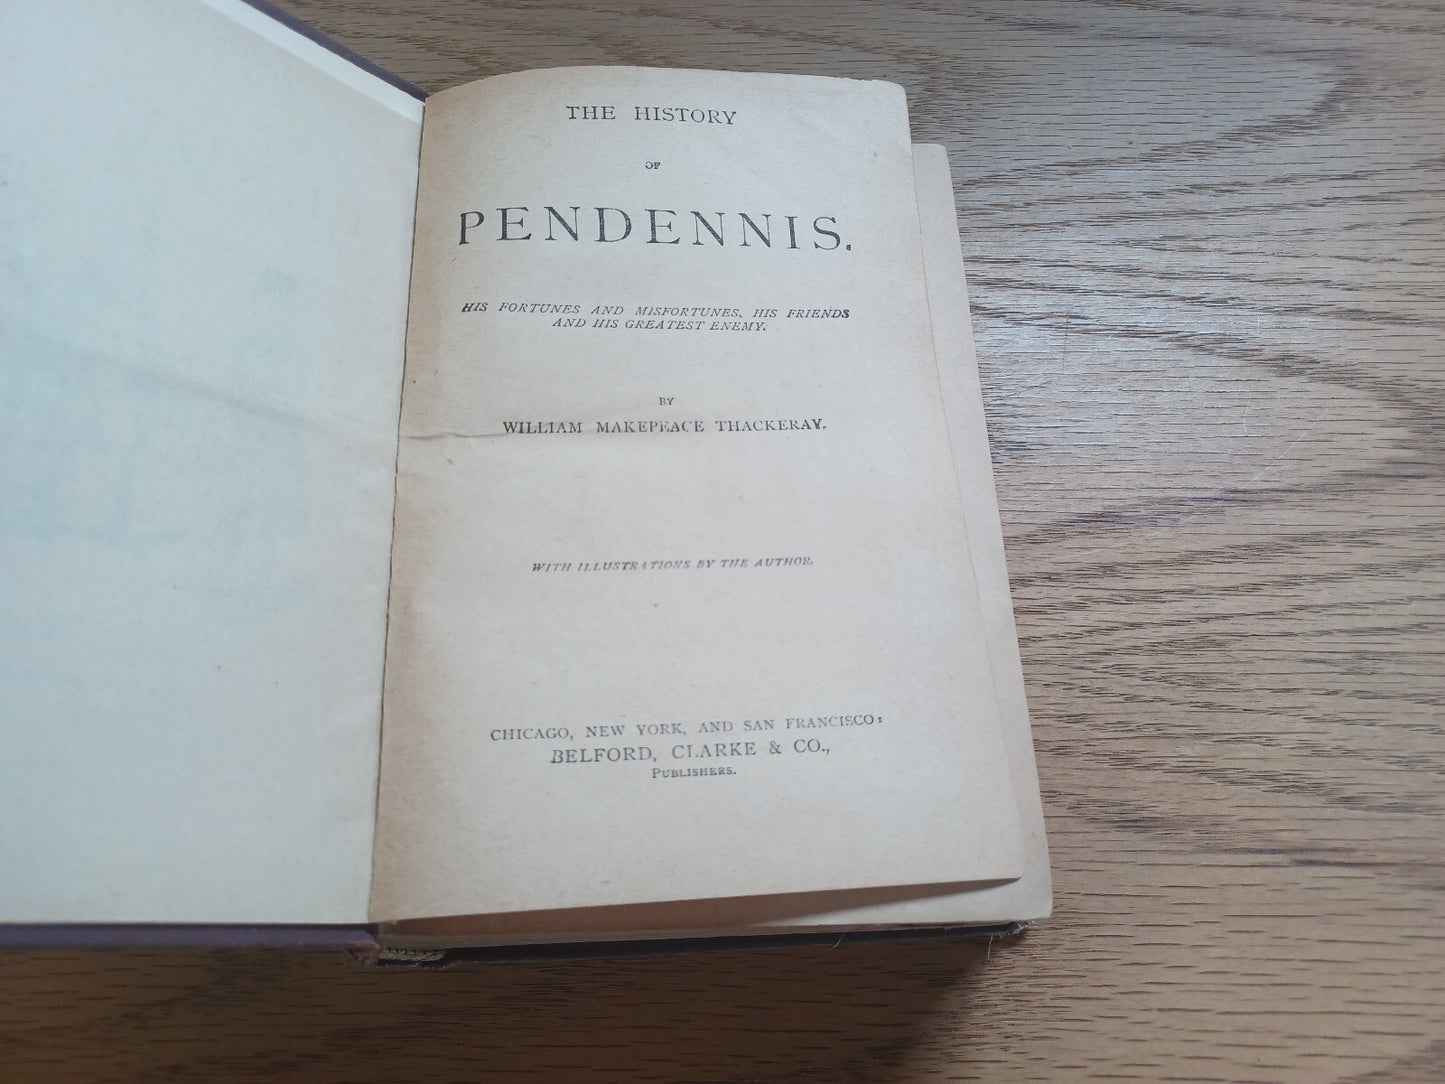 THE HISTORY
OF
PENDENNIS.
HIS FORTUNES AND MISFORTUNES, HIS FRIENDS
AND HIS GREATEST ENEMY.
BY
WILLIAM MAKEPEACE THACKERAY.
WITH ILLUSTRATIONS BY THE AUTHOR.
CHICAGO, NEW YORK, AND SAN FRANCISCO:
BELFORD, CLARKE & CO.,
PUBLISHERS.